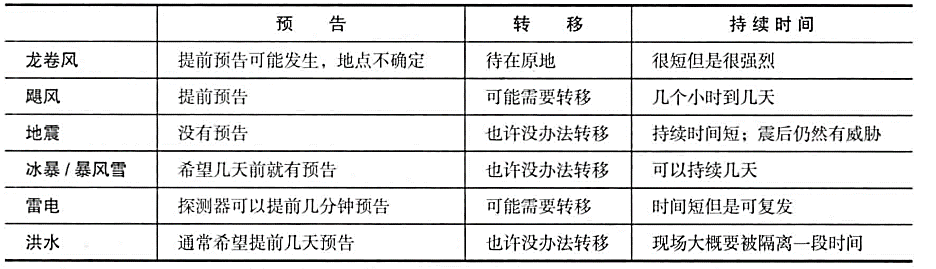 预 告 转 移 持续时间
龙卷风 提前预告可能发生，地点不确定 待在原地 很短但是很强烈
飓风 提前预告 可能需要转移 几个小时到几天
地震 没有预告 也许没办法转移 持续时间短；震后仍然有威胁
冰暴/暴风雪 希望几天前就有预告 也许没办法转移 可以持续几天
雷电 探测器可以提前几分钟预告 可能需要转移 时间短但是可复发
洪水 通常希望提前几天预告 也许没办法转移 现场大概要被隔离一段时间